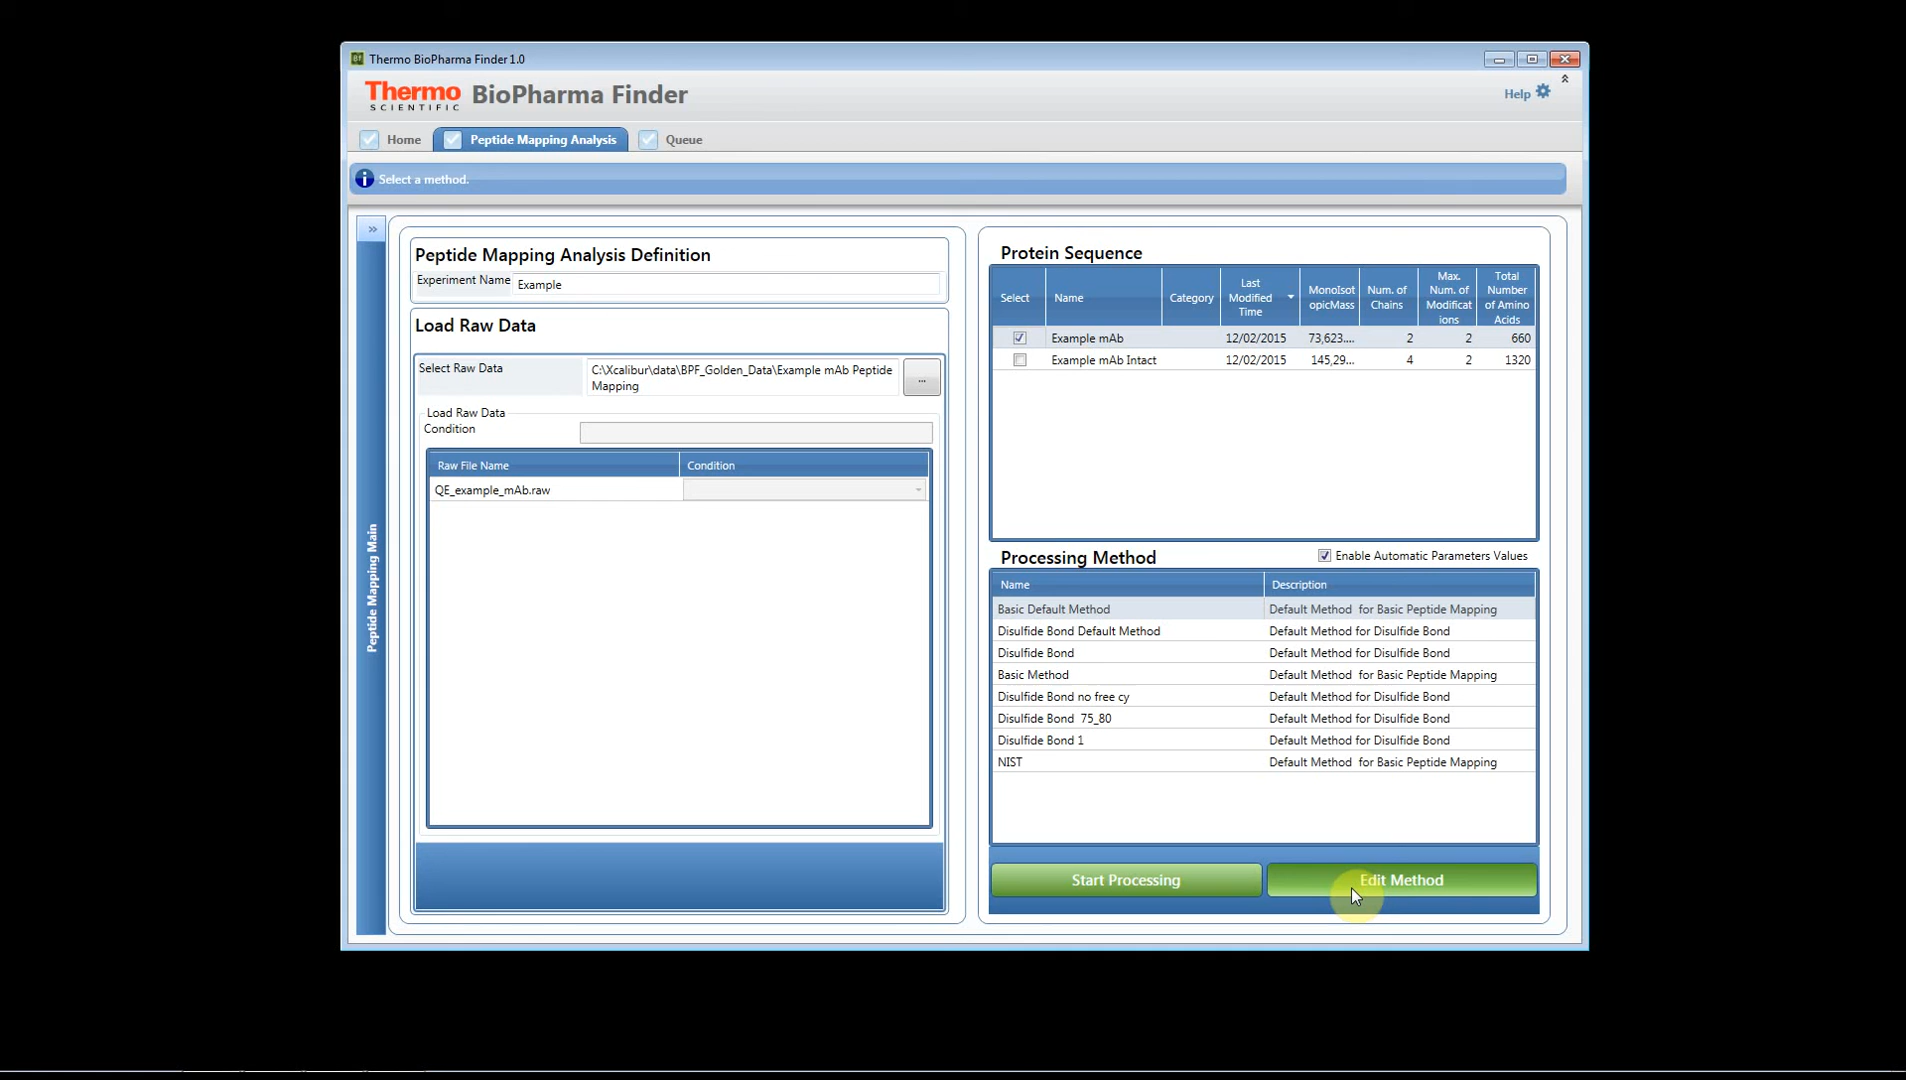 Thermo BioPharma Finder 1.0
Thermo
SCIENTIFIC
BioPharma Finder
Help
Home
Peptide Mapping Analysis
Queue
Select a method.
Peptide Mapping Main
Peptide Mapping Analysis Definition
Experiment Name
Example
Load Raw Data
Select Raw Data
C:\Xcalibur\data\BPF_Golden_Data\Example mAb Peptide
Mapping
...
Load Raw Data
Condition
Raw File Name Condition
QE_example_mAb.raw
Protein Sequence
Select
Name
Category
Last
Modified
Time
MonoIsot
opicMass
Num. of
Chains
Max.
Num. of
Modificat
ions
Total
Number
of Amino
Acids
Example mAb 12/02/2015 73,623.... 2 2 660
Example mAb Intact 12/02/2015 145,29... 4 2 1320
Processing Method
Enable Automatic Parameters Values
Name Description
Basic Default Method Default Method for Basic Peptide Mapping
Disulfide Bond Default Method Default Method for Disulfide Bond
Disulfide Bond Default Method for Disulfide Bond
Basic Method Default Method for Basic Peptide Mapping
Disulfide Bond no free cy Default Method for Disulfide Bond
Disulfide Bond 75_80 Default Method for Disulfide Bond
Disulfide Bond 1 Default Method for Disulfide Bond
NIST Default Method for Basic Peptide Mapping
Start Processing
Edit Method